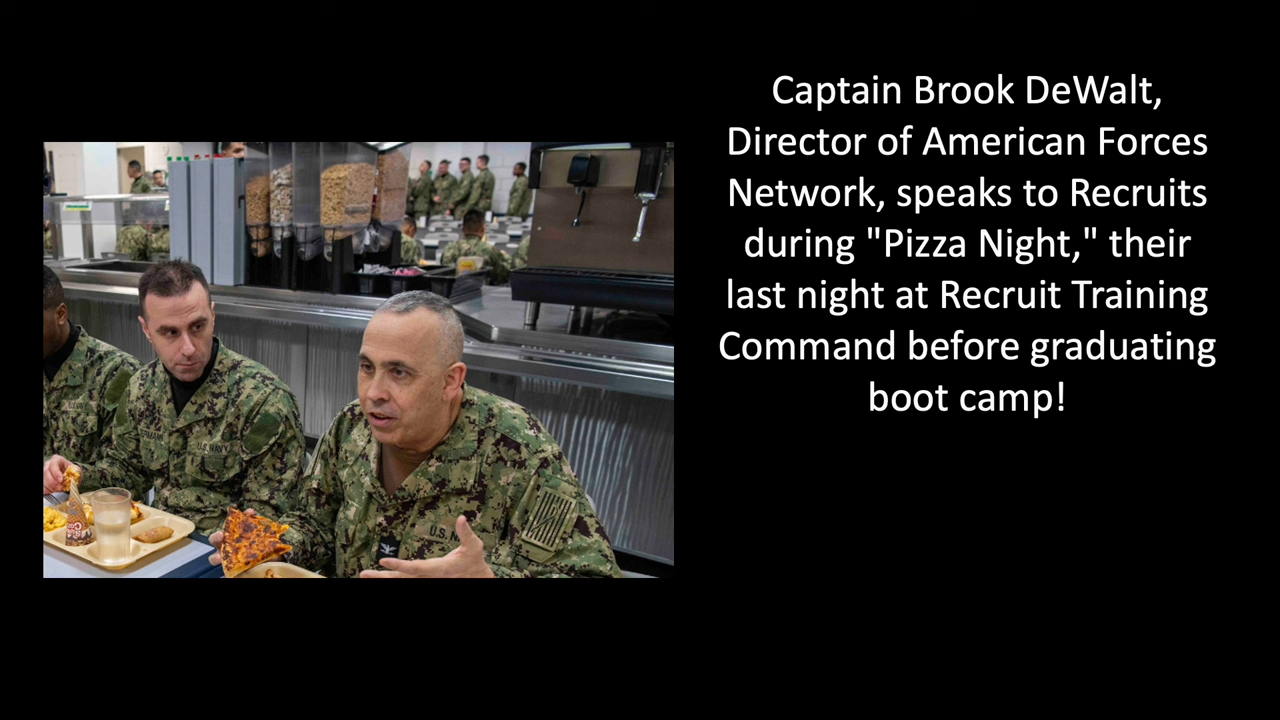 Captain Brook DeWalt,
Director of American Forces
Network, speaks to Recruits
during "Pizza Night," their
last night at Recruit Training
Command before graduating
boot camp!
U.S. NAVY
U.S. N